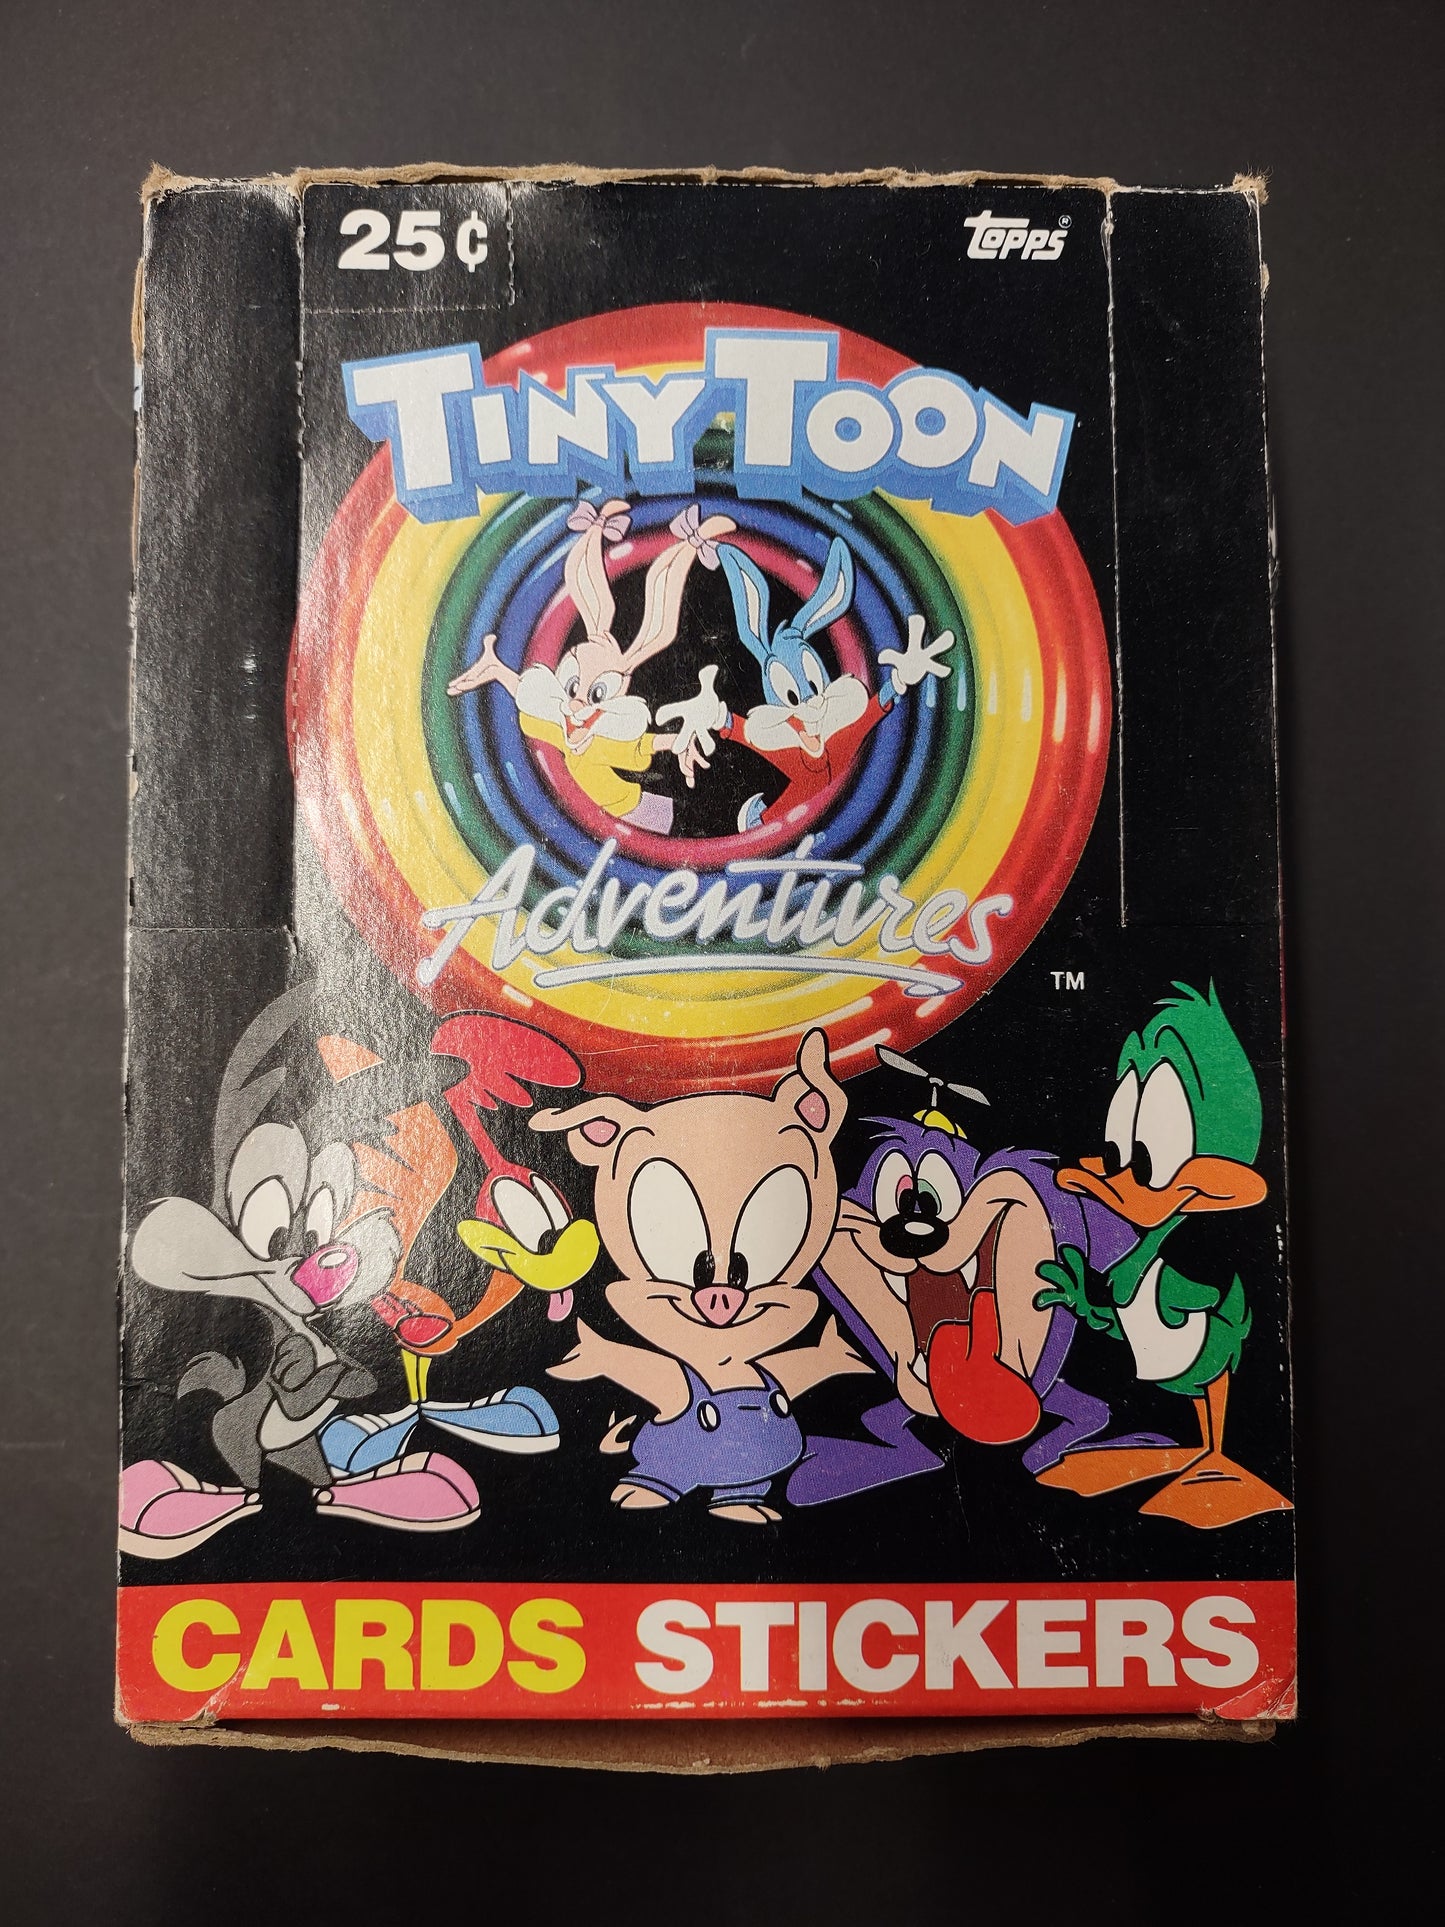 25¢
TOPPS®
TINY TOON
Adventures
TM
CARDS STICKERS